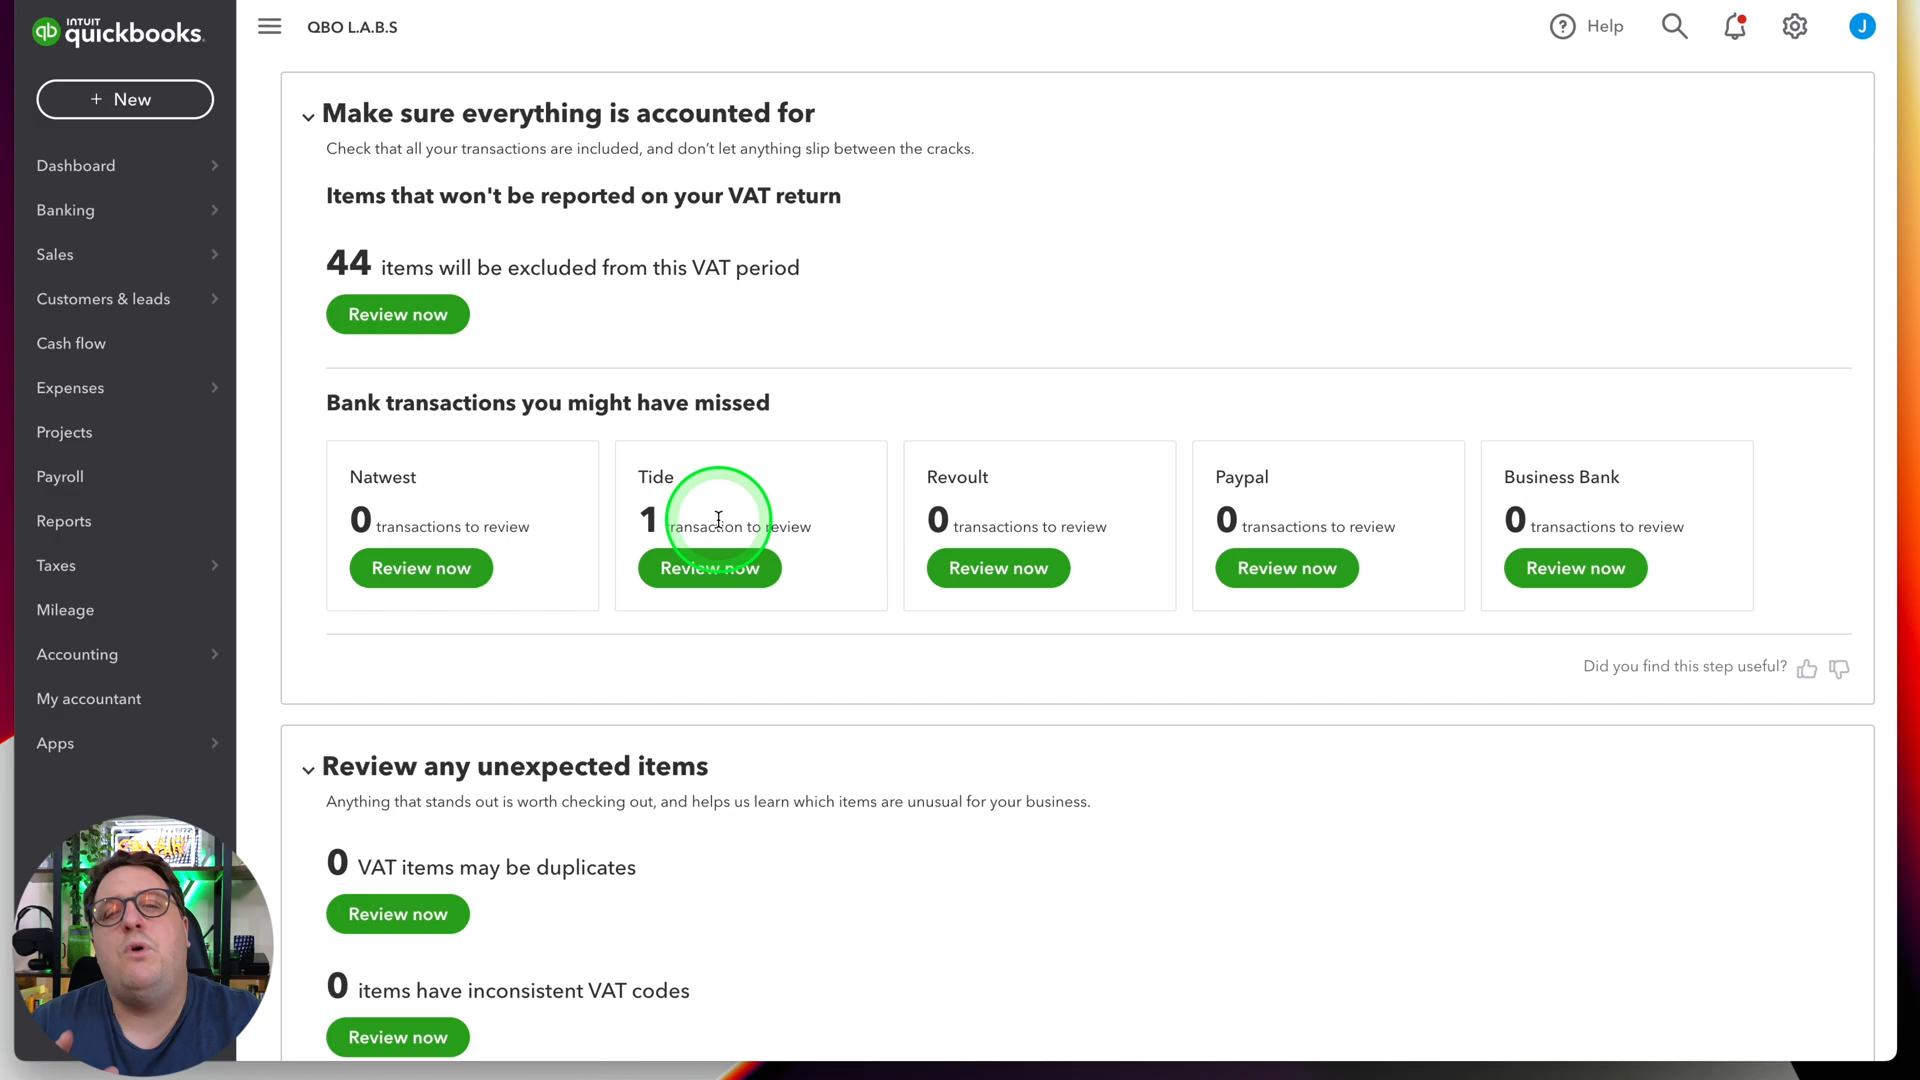 INTUIT
quickbooks
QBO L.A.B.S
Help
J
+ New
Dashboard
Banking
Sales
Customers & leads
Cash flow
Expenses
Projects
Payroll
Reports
Taxes
Mileage
Accounting
My accountant
Apps
Make sure everything is accounted for
Check that all your transactions are included, and don't let anything slip between the cracks.
Items that won't be reported on your VAT return
44 items will be excluded from this VAT period
Review now
Bank transactions you might have missed
Natwest
0 transactions to review
Review now
Tide
1 transaction to review
Review now
Revoult
0 transactions to review
Review now
Paypal
0 transactions to review
Review now
Business Bank
0 transactions to review
Review now
Did you find this step useful?
Review any unexpected items
Anything that stands out is worth checking out, and helps us learn which items are unusual for your business.
0 VAT items may be duplicates
Review now
0 items have inconsistent VAT codes
Review now